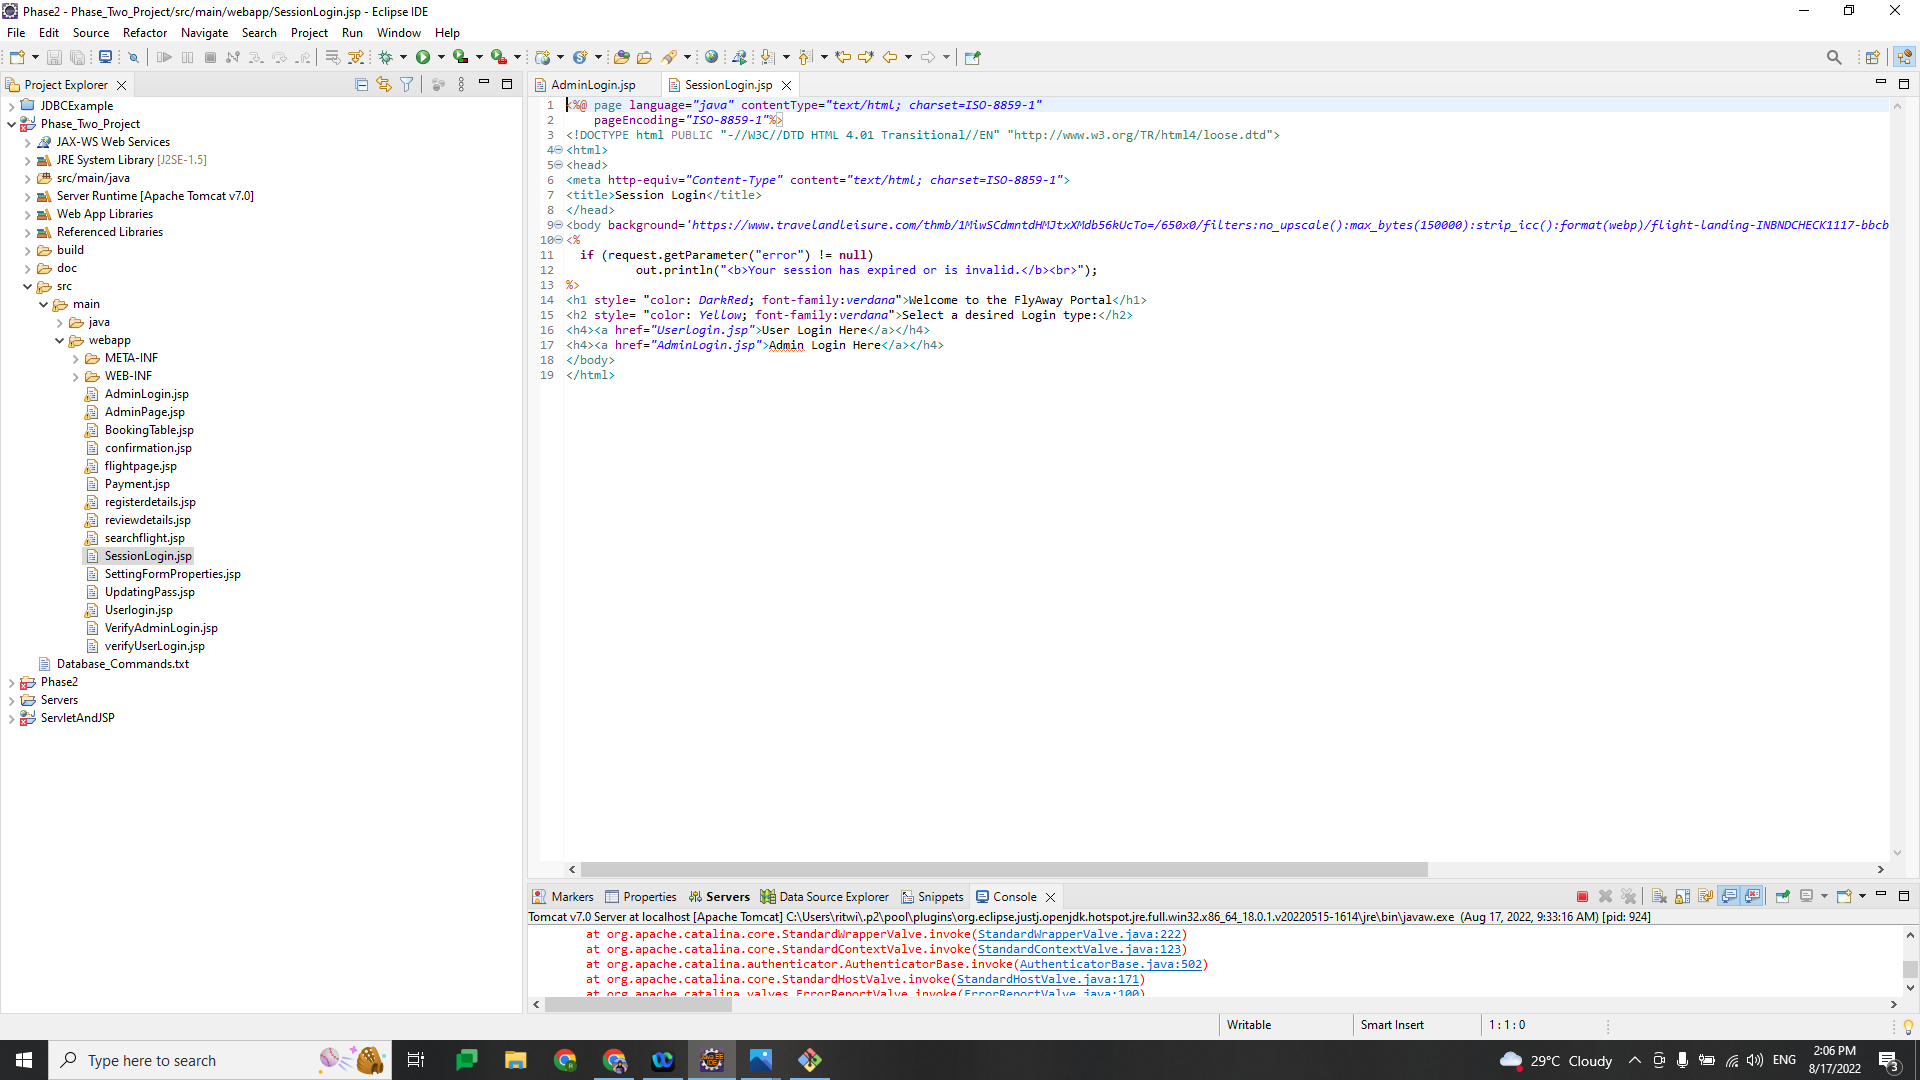 Phase2 - Phase_Two_Project/src/main/webapp/SessionLogin.jsp - Eclipse IDE
File Edit Source Refactor Navigate Search Project Run Window Help
Project Explorer
JDBCExample
Phase_Two_Project
JAX-WS Web Services
JRE System Library [J2SE-1.5]
src/main/java
Server Runtime [Apache Tomcat v7.0]
Web App Libraries
Referenced Libraries
build
doc
src
main
java
webapp
META-INF
WEB-INF
AdminLogin.jsp
AdminPage.jsp
BookingTable.jsp
confirmation.jsp
flightpage.jsp
Payment.jsp
registerdetails.jsp
reviewdetails.jsp
searchflight.jsp
SessionLogin.jsp
SettingFormProperties.jsp
UpdatingPass.jsp
Userlogin.jsp
VerifyAdminLogin.jsp
verifyUserLogin.jsp
Database_Commands.txt
Phase2
Servers
ServletAndJSP
AdminLogin.jsp SessionLogin.jsp
1 <%@ page language="java" contentType="text/html; charset=ISO-8859-1"
2 pageEncoding="ISO-8859-1"%>
3 <!DOCTYPE html PUBLIC "-//W3C//DTD HTML 4.01 Transitional//EN" "http://www.w3.org/TR/html4/loose.dtd">
4 <html>
5 <head>
6 <meta http-equiv="Content-Type" content="text/html; charset=ISO-8859-1">
7 <title>Session Login</title>
8 </head>
9 <body background='https://www.travelandleisure.com/thmb/1MiwSCdmntdHMJtxXMdb56kUcTo=/650x0/filters:no_upscale():max_bytes(150000):strip_icc():format(webp)/flight-landing-INBNDCHECK1117-bbcb
10 <%
11 if (request.getParameter("error") != null)
12 out.println("<b>Your session has expired or is invalid.</b><br>");
13 %>
14 <h1 style= "color: DarkRed; font-family:verdana">Welcome to the FlyAway Portal</h1>
15 <h2 style= "color: Yellow; font-family:verdana">Select a desired Login type:</h2>
16 <h4><a href="Userlogin.jsp">User Login Here</a></h4>
17 <h4><a href="AdminLogin.jsp">Admin Login Here</a></h4>
18 </body>
19 </html>
Markers Properties Servers Data Source Explorer Snippets Console
Tomcat v7.0 Server at localhost [Apache Tomcat] C:\Users\ritwi\.p2\pool\plugins\org.eclipse.justj.openjdk.hotspot.jre.full.win32.x86_64_18.0.1.v20220515-1614\jre\bin\javaw.exe (Aug 17, 2022, 9:33:16 AM) [pid: 924]
at org.apache.catalina.core.StandardWrapperValve.invoke(StandardWrapperValve.java:222)
at org.apache.catalina.core.StandardContextValve.invoke(StandardContextValve.java:123)
at org.apache.catalina.authenticator.AuthenticatorBase.invoke(AuthenticatorBase.java:502)
at org.apache.catalina.core.StandardHostValve.invoke(StandardHostValve.java:171)
at org.apache.catalina.valves.ErrorReportValve.invoke(ErrorReportValve.java:100)
Writable Smart Insert 1 : 1 : 0
Type here to search
29°C Cloudy ENG
2:06 PM
8/17/2022
3